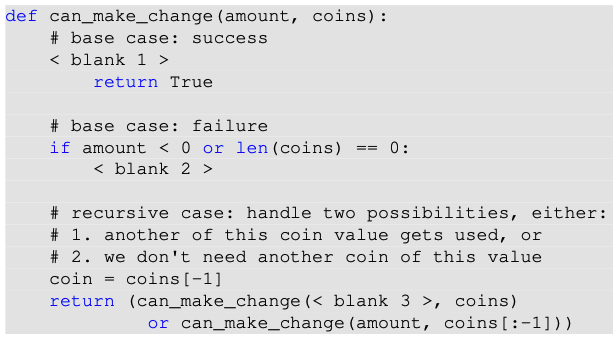 def can_make_change(amount, coins):
    # base case: success
    < blank 1 >
        return True

    # base case: failure
    if amount < 0 or len(coins) == 0:
        < blank 2 >

    # recursive case: handle two possibilities, either:
    # 1. another of this coin value gets used, or
    # 2. we don't need another coin of this value
    coin = coins[-1]
    return (can_make_change(< blank 3 >, coins)
              or can_make_change(amount, coins[:-1]))